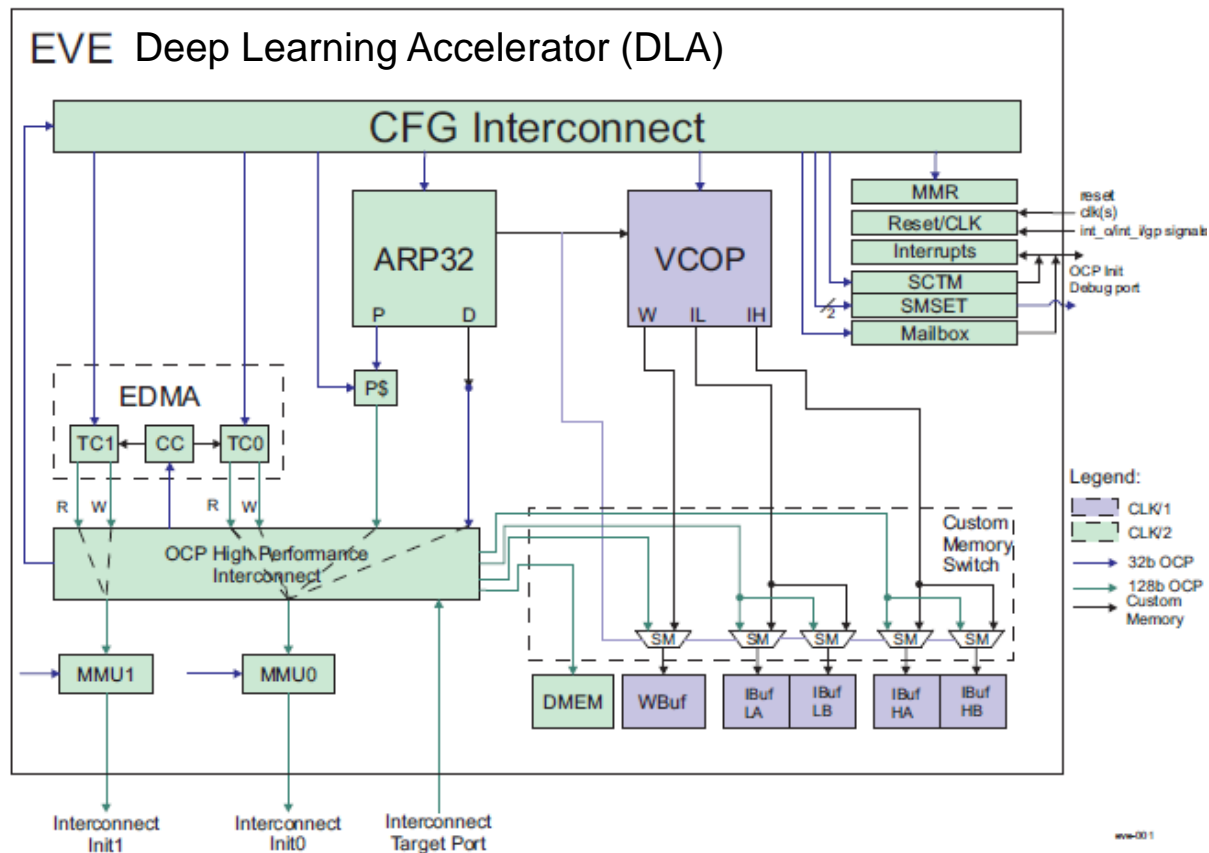 EVE Deep Learning Accelerator (DLA)
CFG Interconnect
ARP32
P D
VCOP
W IL IH
MMR
Reset/CLK
Interrupts
SCTM
SMSET
Mailbox
2
reset
clk(s)
int_o/int_i/gp signals
OCP Init
Debug port
EDMA
TC1
CC
TC0
P$
R W R W
OCP High Performance
Interconnect
Custom
Memory
Switch
SM SM SM SM SM
MMU1
MMU0
DMEM
WBuf
IBuf
LA
IBuf
LB
IBuf
HA
IBuf
HB
Legend:
CLK/1
CLK/2
32b OCP
128b OCP
Custom
Memory
Interconnect
Init1
Interconnect
Init0
Interconnect
Target Port
eve-001